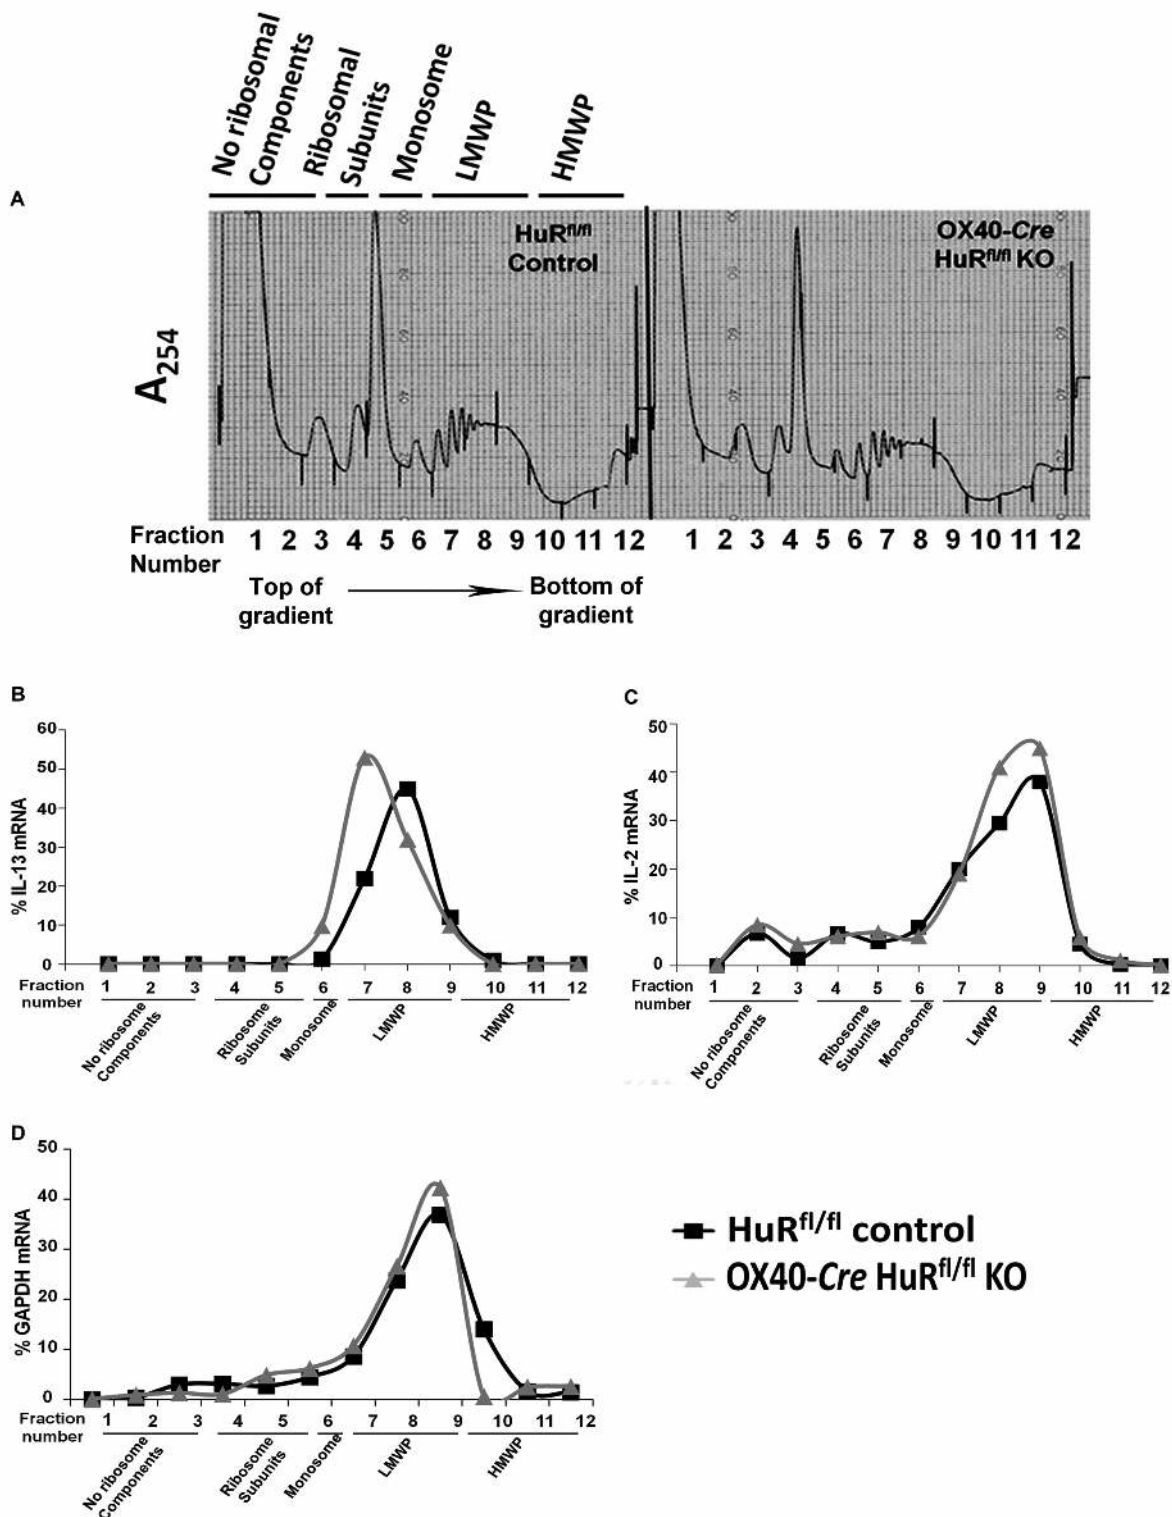 No ribosomal
Components
Ribosomal
Subunits
Monosome
LMWP
HMWP
A
HuRfl/fl
Control
OX40-Cre
HuRfl/fl KO
A254
Fraction
Number
1 2 3 4 5 6 7 8 9 10 11 12
1 2 3 4 5 6 7 8 9 10 11 12
Top of
gradient
Bottom of
gradient
B
% IL-13 mRNA
60
50
40
30
20
10
0
Fraction
number
1 2 3 4 5 6 7 8 9 10 11 12
No ribosome
Components
Ribosome
Subunits
Monosome
LMWP
HMWP
C
% IL-2 mRNA
50
40
30
20
10
0
Fraction
number
1 2 3 4 5 6 7 8 9 10 11 12
No ribosome
Components
Ribosome
Subunits
Monosome
LMWP
HMWP
D
% GAPDH mRNA
50
40
30
20
10
0
Fraction
number
1 2 3 4 5 6 7 8 9 10 11 12
No ribosome
Components
Ribosome
Subunits
Monosome
LMWP
HMWP
HuRfl/fl control
OX40-Cre HuRfl/fl KO